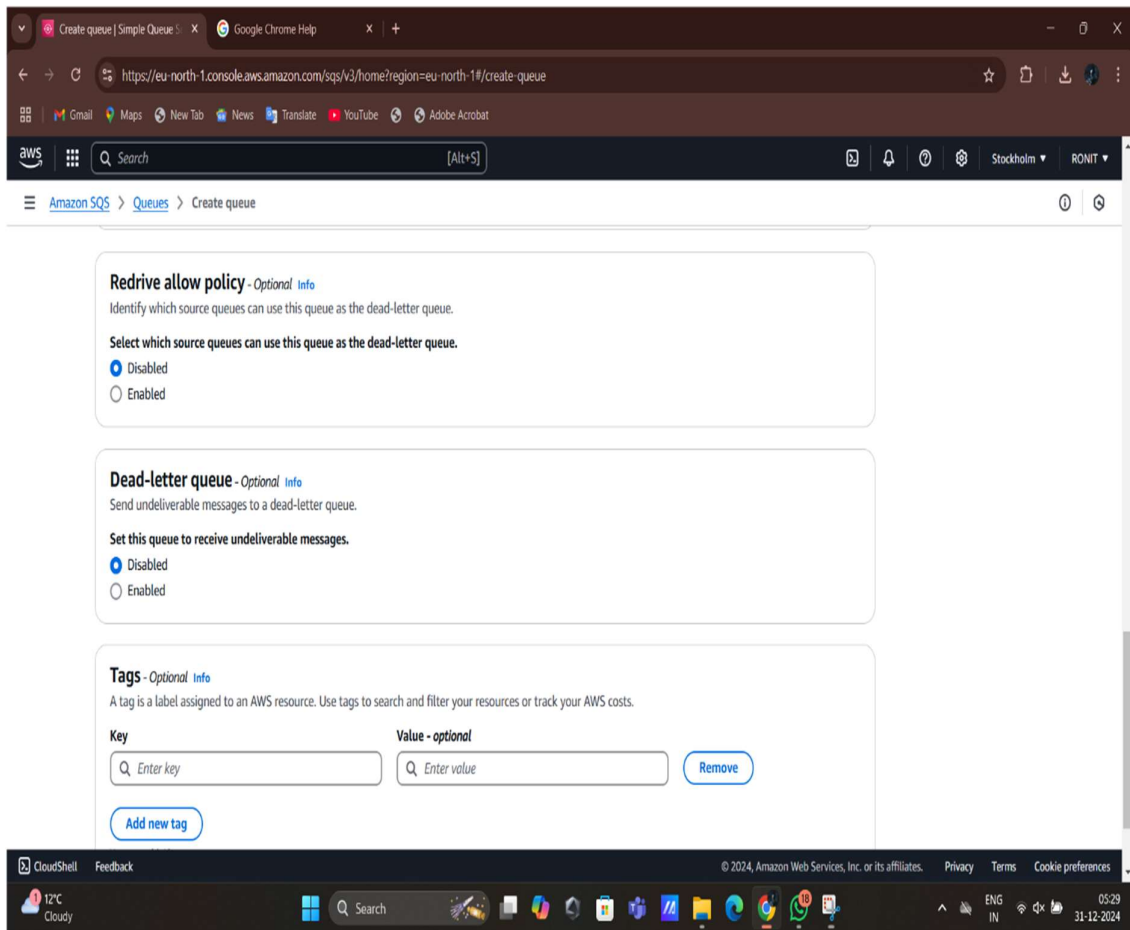 Create queue | Simple Queue S
Google Chrome Help
https://eu-north-1.console.aws.amazon.com/sqs/v3/home?region=eu-north-1#/create-queue
Gmail Maps New Tab News Translate YouTube Adobe Acrobat
aws Search [Alt+S] Stockholm RONIT
Amazon SQS > Queues > Create queue
Redrive allow policy - Optional Info
Identify which source queues can use this queue as the dead-letter queue.
Select which source queues can use this queue as the dead-letter queue.
Disabled
Enabled
Dead-letter queue - Optional Info
Send undeliverable messages to a dead-letter queue.
Set this queue to receive undeliverable messages.
Disabled
Enabled
Tags - Optional Info
A tag is a label assigned to an AWS resource. Use tags to search and filter your resources or track your AWS costs.
Key Value - optional
Enter key Enter value Remove
Add new tag
CloudShell Feedback © 2024, Amazon Web Services, Inc. or its affiliates. Privacy Terms Cookie preferences
1 12°C Search 18 ENG 05:29
Cloudy IN 31-12-2024